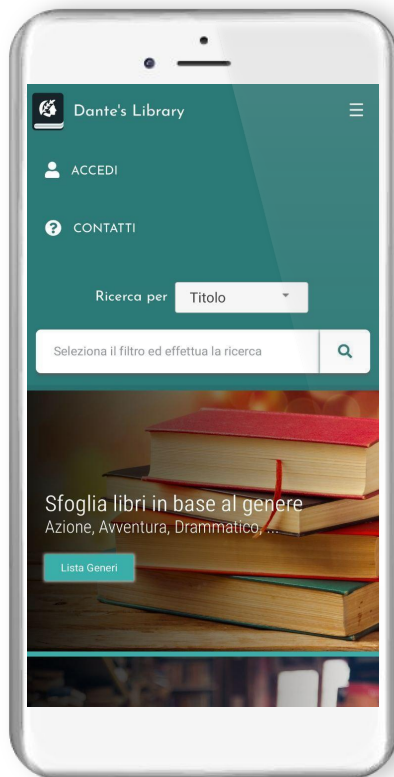 Dante's Library
ACCEDI
CONTATTI
Ricerca per Titolo
Seleziona il filtro ed effettua la ricerca
Sfoglia libri in base al genere
Azione, Avventura, Drammatico, ...
Lista Generi